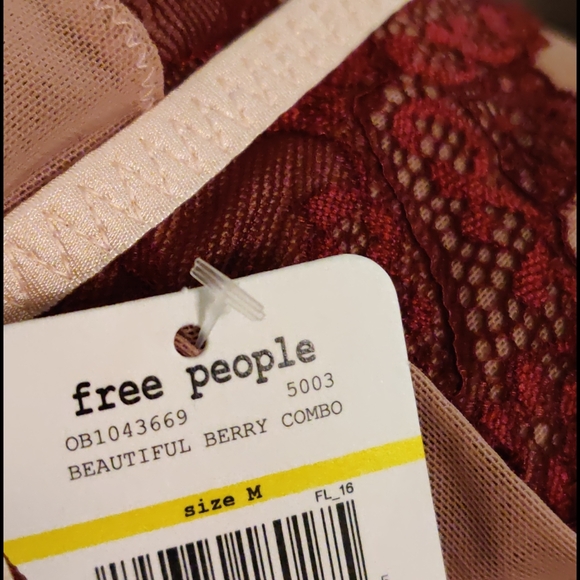 free people
OB1043669 5003
BEAUTIFUL BERRY COMBO
size M
FL_16